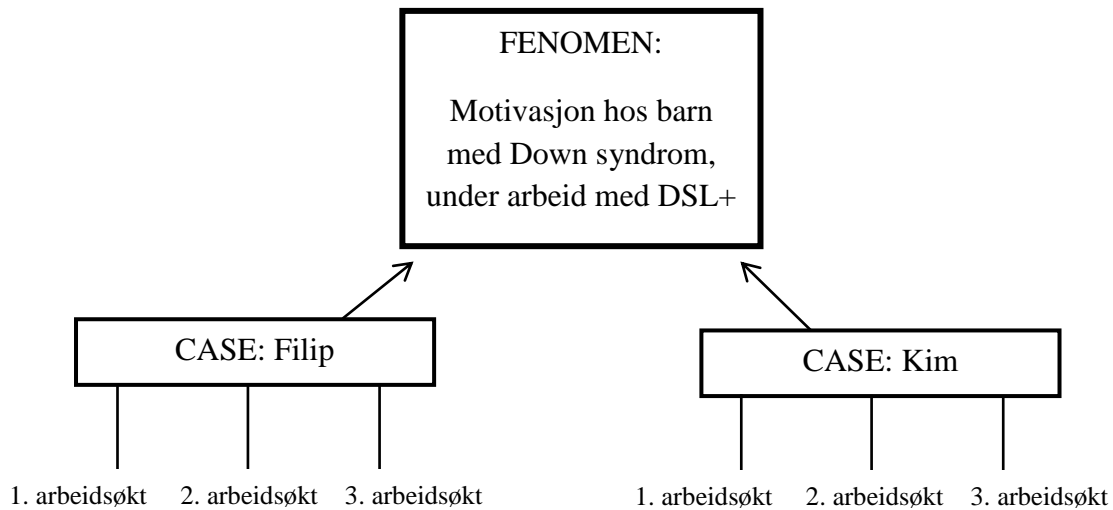 FENOMEN:
Motivasjon hos barn
med Down syndrom,
under arbeid med DSL+
CASE: Filip
CASE: Kim
1. arbeidsøkt 2. arbeidsøkt 3. arbeidsøkt
1. arbeidsøkt 2. arbeidsøkt 3. arbeidsøkt